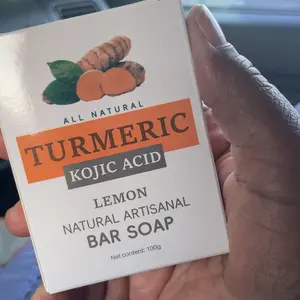 ALL NATURAL
TURMERIC
KOJIC ACID
LEMON
NATURAL ARTISANAL
BAR SOAP
Net content: 100g